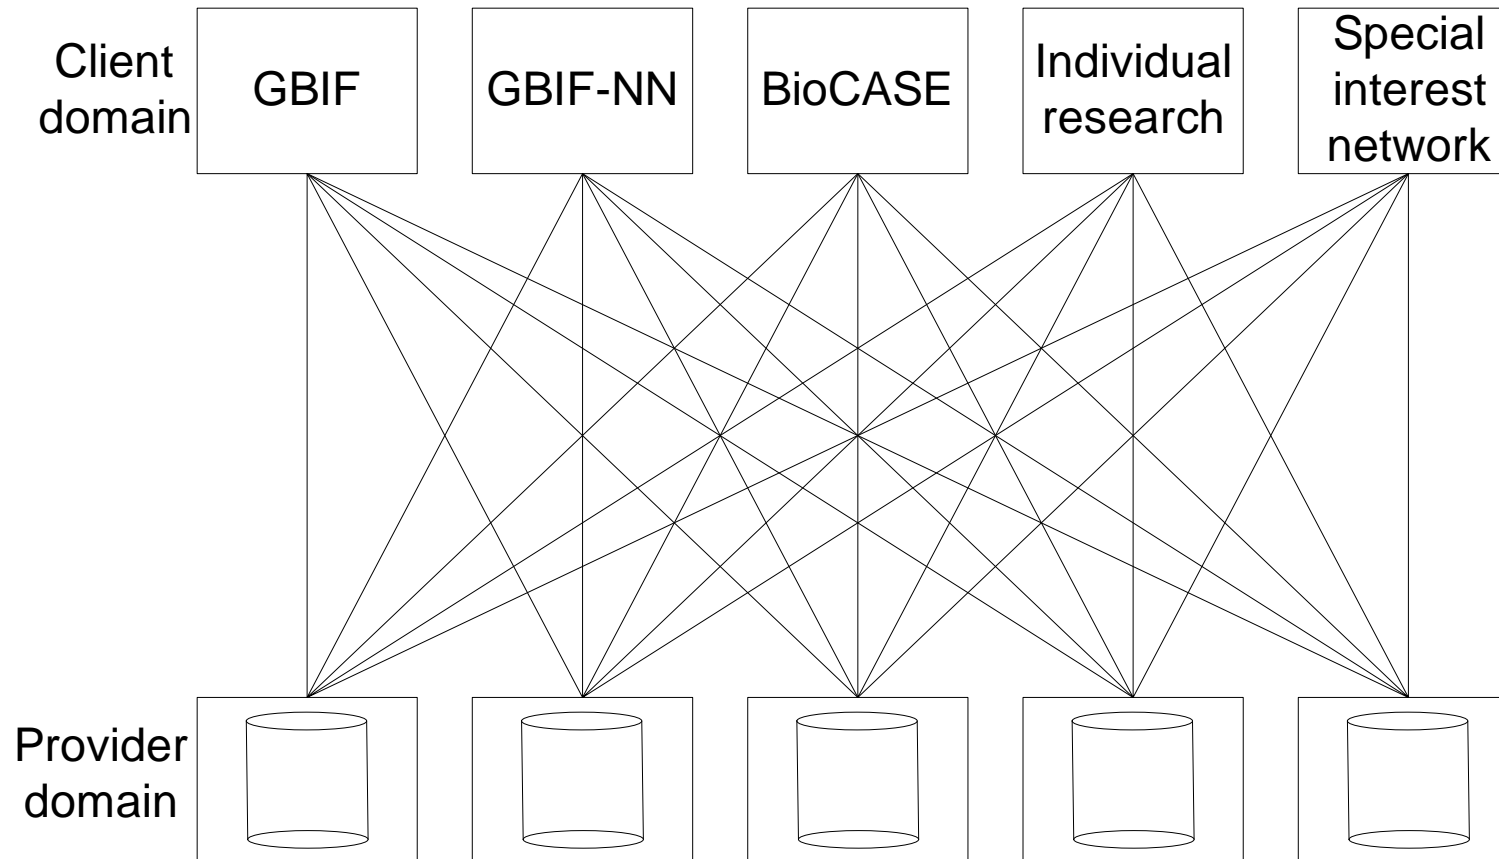 Client
domain
GBIF
GBIF-NN
BioCASE
Individual
research
Special
interest
network
Provider
domain